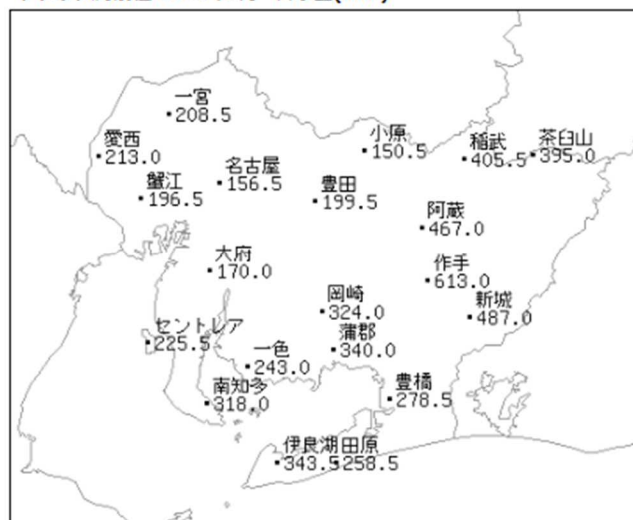 一宮
208.5
愛西
213.0
蟹江
196.5
名古屋
156.5
小原
150.5
稲武
405.5
茶臼山
395.0
豊田
199.5
阿蔵
467.0
大府
170.0
作手
613.0
岡崎
324.0
新城
487.0
セントレア
225.5
蒲郡
340.0
一色
243.0
南知多
318.0
豊橋
278.5
伊良湖
343.5
田原
258.5